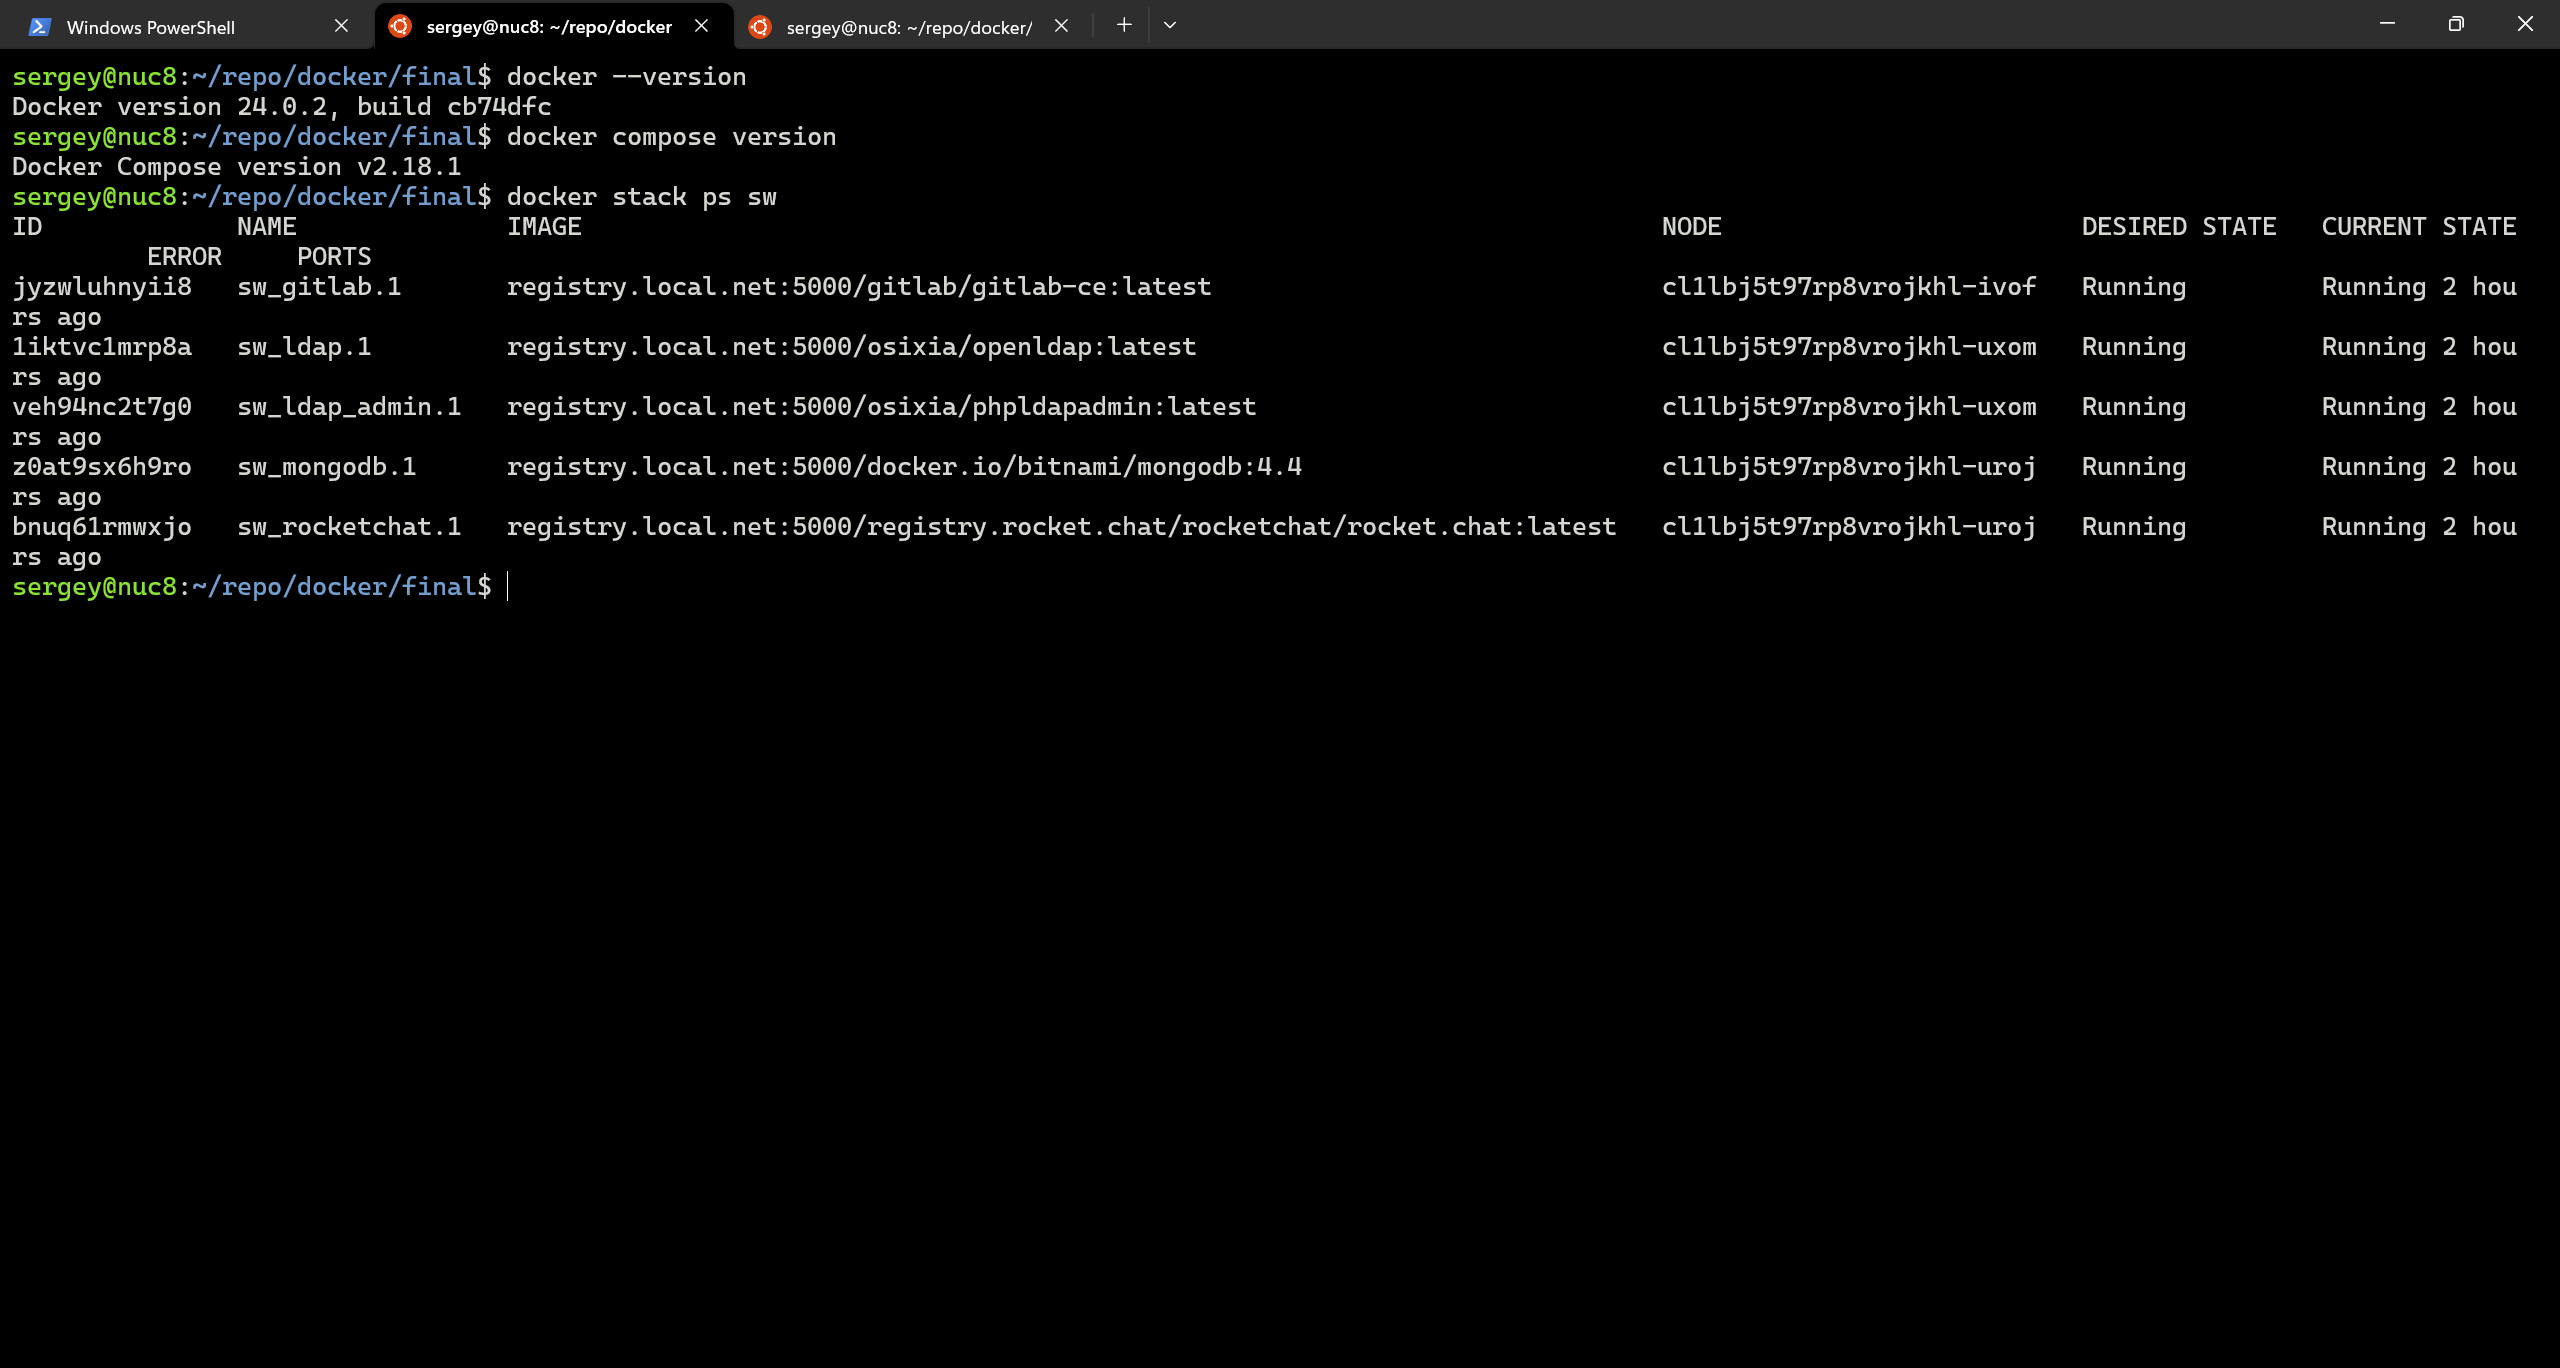 Windows PowerShell
sergey@nuc8: ~/repo/docker
sergey@nuc8: ~/repo/docker/
sergey@nuc8:~/repo/docker/final$ docker --version
Docker version 24.0.2, build cb74dfc
sergey@nuc8:~/repo/docker/final$ docker compose version
Docker Compose version v2.18.1
sergey@nuc8:~/repo/docker/final$ docker stack ps sw
ID             NAME              IMAGE                                                                        NODE                        DESIRED STATE   CURRENT STATE
         ERROR     PORTS
jyzwluhnyii8   sw_gitlab.1       registry.local.net:5000/gitlab/gitlab-ce:latest                              cl1lbj5t97rp8vrojkhl-ivof   Running         Running 2 hou
rs ago
1iktvc1mrp8a   sw_ldap.1         registry.local.net:5000/osixia/openldap:latest                               cl1lbj5t97rp8vrojkhl-uxom   Running         Running 2 hou
rs ago
veh94nc2t7g0   sw_ldap_admin.1   registry.local.net:5000/osixia/phpldapadmin:latest                           cl1lbj5t97rp8vrojkhl-uxom   Running         Running 2 hou
rs ago
z0at9sx6h9ro   sw_mongodb.1      registry.local.net:5000/docker.io/bitnami/mongodb:4.4                        cl1lbj5t97rp8vrojkhl-uroj   Running         Running 2 hou
rs ago
bnuq61rmwxjo   sw_rocketchat.1   registry.local.net:5000/registry.rocket.chat/rocketchat/rocket.chat:latest   cl1lbj5t97rp8vrojkhl-uroj   Running         Running 2 hou
rs ago
sergey@nuc8:~/repo/docker/final$